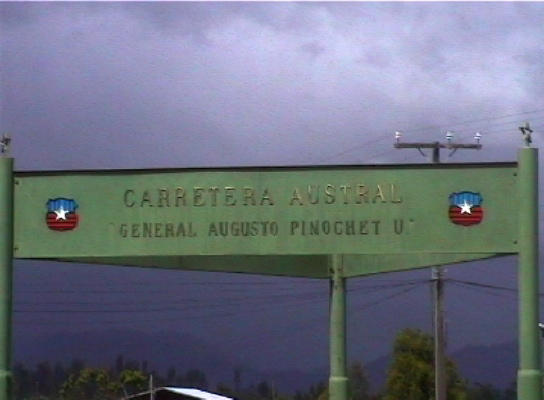 CARRETERA AUSTRAL
"GENERAL AUGUSTO PINOCHET U."